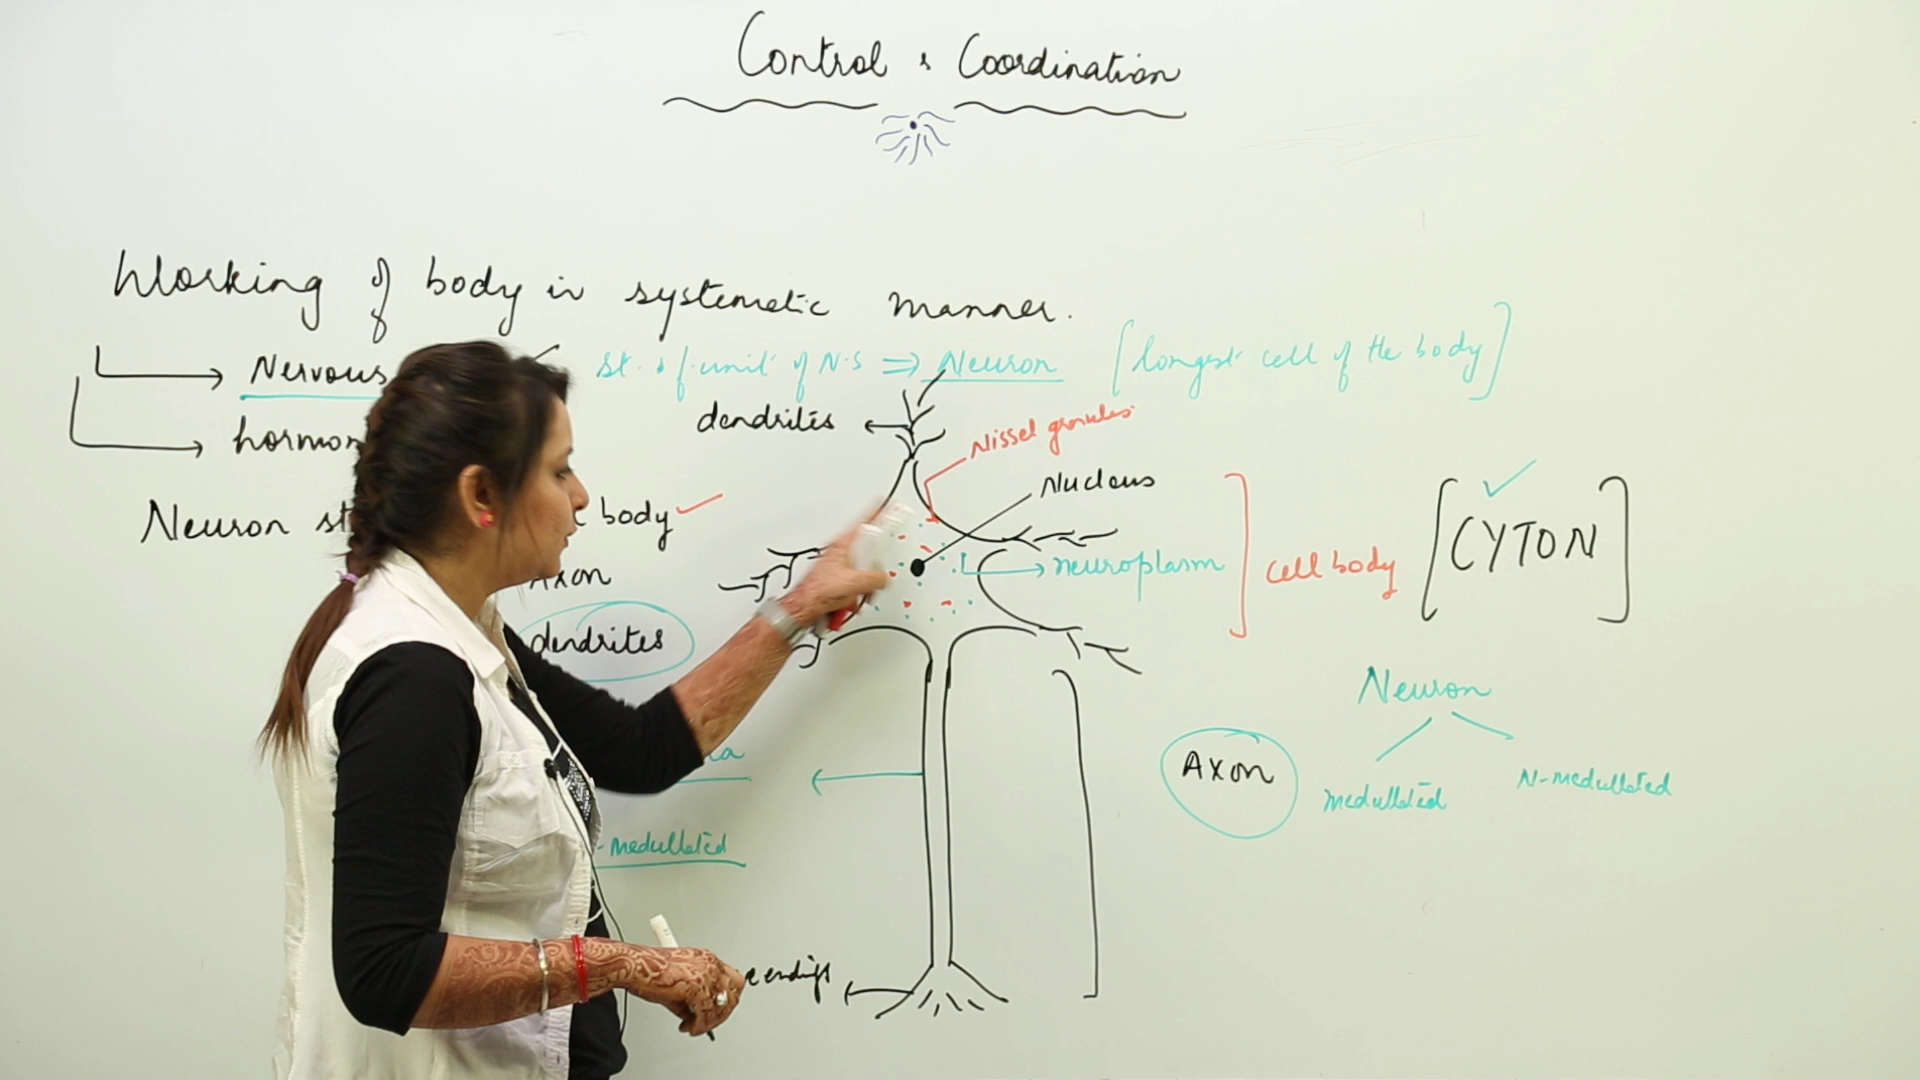 Control & Coordination
Working of body in systematic manner.
Nervous
st. & f. unit of N.S ⇒ Neuron [longest cell of the body]
hormon
dendrites
Nissel granules
Nucleus
Neuron st
body ✓
neuroplasm
cell body
[CYTON] ✓
Axon
dendrites
Neuron
Axon
medullated
N-medullated
-medullated
endings